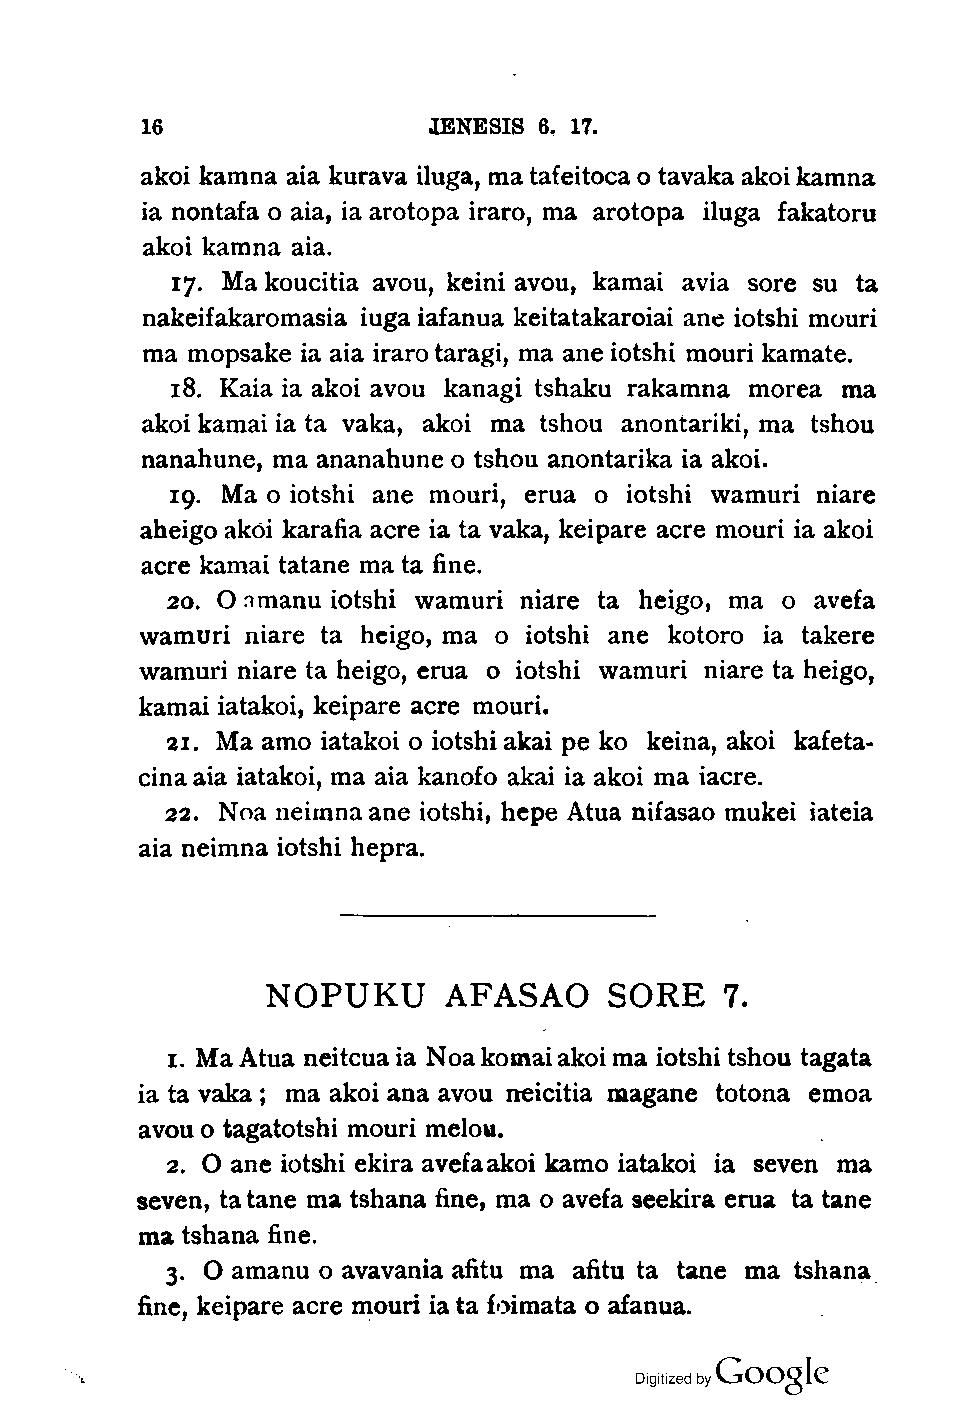 16 JENESIS 6. 17.
akoi kamna aia kurava iluga, ma tafeitoca o tavaka akoi kamna
ia nontafa o aia, ia arotopa iraro, ma arotopa iluga fakatoru
akoi kamna aia.
17. Ma koucitia avou, keini avou, kamai avia sore su ta
nakeifakaromasia iuga iafanua keitatakaroiai ane iotshi mouri
ma mopsake ia aia iraro taragi, ma ane iotshi mouri kamate.
18. Kaia ia akoi avou kanagi tshaku rakamna morea ma
akoi kamai ia ta vaka, akoi ma tshou anontariki, ma tshou
nanahune, ma ananahune o tshou anontarika ia akoi.
19. Ma o iotshi ane mouri, erua o iotshi wamuri niare
aheigo akoi karafia acre ia ta vaka, keipare acre mouri ia akoi
acre kamai tatane ma ta fine.
20. O amanu iotshi wamuri niare ta heigo, ma o avefa
wamuri niare ta heigo, ma o iotshi ane kotoro ia takere
wamuri niare ta heigo, erua o iotshi wamuri niare ta heigo,
kamai iatakoi, keipare acre mouri.
21. Ma amo iatakoi o iotshi akai pe ko keina, akoi kafeta-
cina aia iatakoi, ma aia kanofo akai ia akoi ma iacre.
22. Noa neimna ane iotshi, hepe Atua nifasao mukei iateia
aia neimna iotshi hepra.
NOPUKU AFASAO SORE 7.
1. Ma Atua neitcua ia Noa komai akoi ma iotshi tshou tagata
ia ta vaka; ma akoi ana avou neicitia magane totona emoa
avou o tagatotshi mouri melou.
2. O ane iotshi ekira avefa akoi kamo iatakoi ia seven ma
seven, ta tane ma tshana fine, ma o avefa seekira erua ta tane
ma tshana fine.
3. O amanu o avavania afitu ma afitu ta tane ma tshana
fine, keipare acre mouri ia ta foimata o afanua.
Digitized by Google